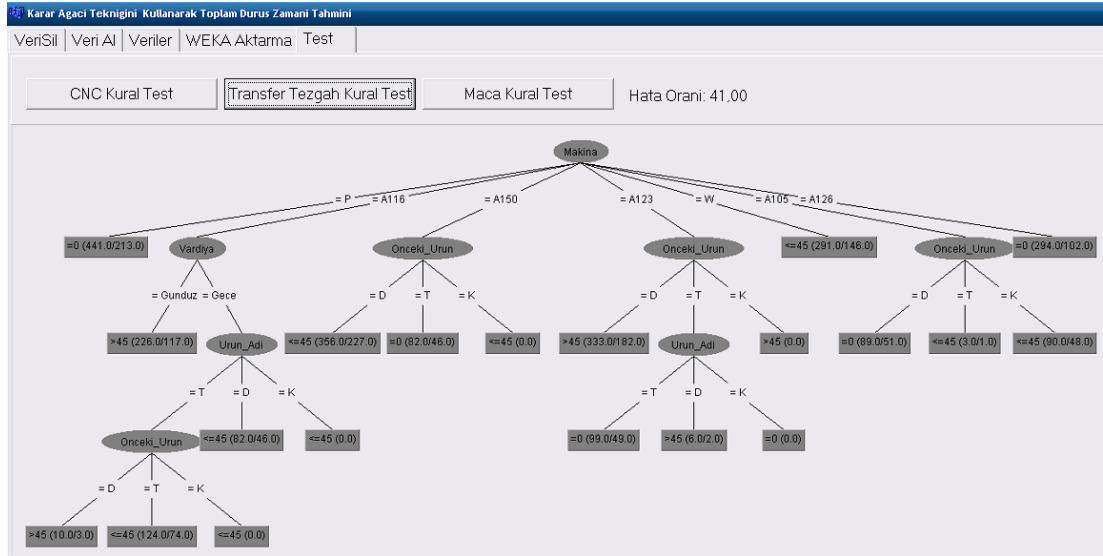 Karar Agaci Teknigini Kullanarak Toplam Durus Zamani Tahmini
VeriSil Veri Al Veriler WEKA Aktarma Test
CNC Kural Test Transfer Tezgah Kural Test Maca Kural Test Hata Orani: 41,00
Makina
= P = A116 = A150 = A123 = W = A105 = A126
=0 (441.0/213.0) Vardiya Onceki_Urun Onceki_Urun <=45 (291.0/146.0) Onceki_Urun =0 (294.0/102.0)
= Gunduz = Gece = D = T = K = D = T = K = D = T = K
>45 (226.0/117.0) Urun_Adi <=45 (356.0/227.0) =0 (82.0/46.0) <=45 (0.0) >45 (333.0/182.0) Urun_Adi >45 (0.0) =0 (89.0/51.0) <=45 (3.0/1.0) <=45 (90.0/48.0)
= T = D = K = T = D = K
Onceki_Urun <=45 (82.0/46.0) <=45 (0.0) =0 (99.0/49.0) >45 (6.0/2.0) =0 (0.0)
= D = T = K
>45 (10.0/3.0) <=45 (124.0/74.0) <=45 (0.0)